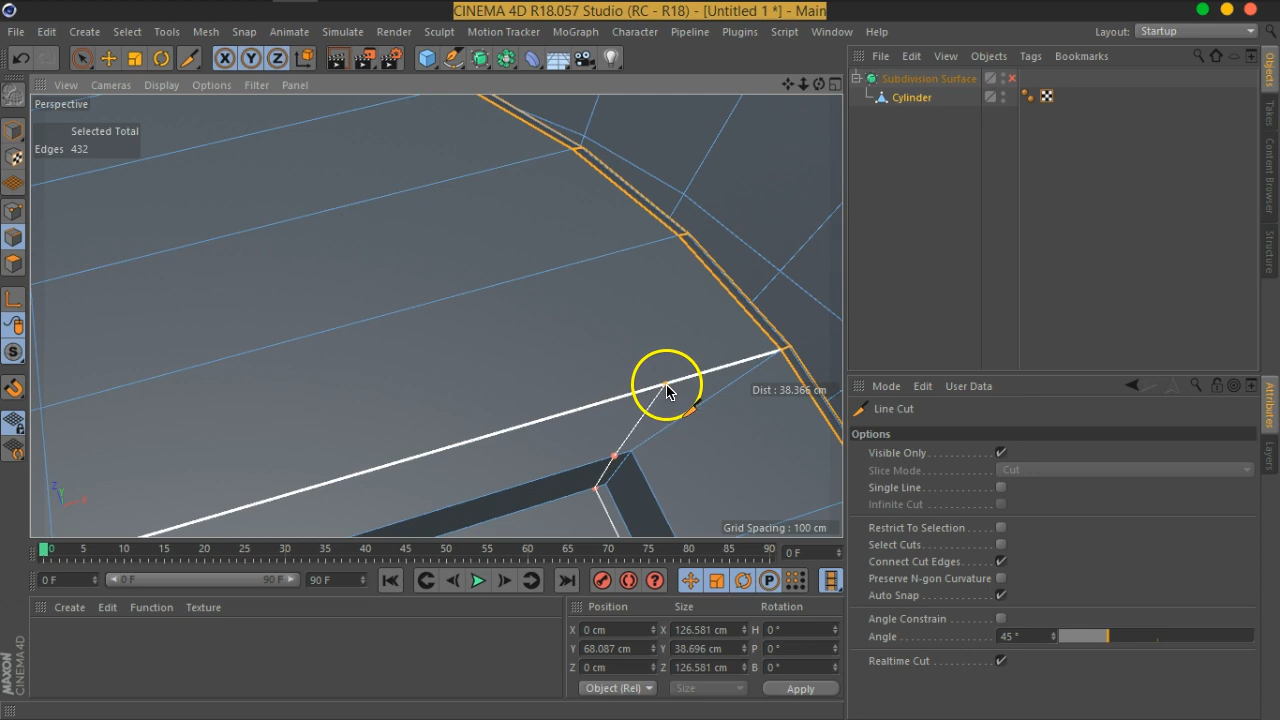 CINEMA 4D R18.057 Studio (RC - R18) - [Untitled 1 *] - Main
File Edit Create Select Tools Mesh Snap Animate Simulate Render Sculpt Motion Tracker MoGraph Character Pipeline Plugins Script Window Help Layout: Startup
X Y Z
File Edit View Objects Tags Bookmarks
View Cameras Display Options Filter Panel
Subdivision Surface
Cylinder
Perspective
Selected Total
Edges 432
Dist : 38.366 cm
Z Y X
Grid Spacing : 100 cm
Objects
Takes
Content Browser
Structure
Mode Edit User Data
Line Cut
Options
Visible Only
Slice Mode Cut
Single Line
Infinite Cut
Restrict To Selection
Select Cuts
Connect Cut Edges
Preserve N-gon Curvature
Auto Snap
Angle Constrain
Angle 45 °
Realtime Cut
Attributes
Layers
0 5 10 15 20 25 30 35 40 45 50 55 60 65 70 75 80 85 90 0 F
0 F 0 F 90 F 90 F
P
Create Edit Function Texture
Position Size Rotation
X 0 cm X 126.581 cm H 0 °
Y 68.087 cm Y 38.696 cm P 0 °
Z 0 cm Z 126.581 cm B 0 °
Object (Rel) Size Apply
MAXON
CINEMA 4D